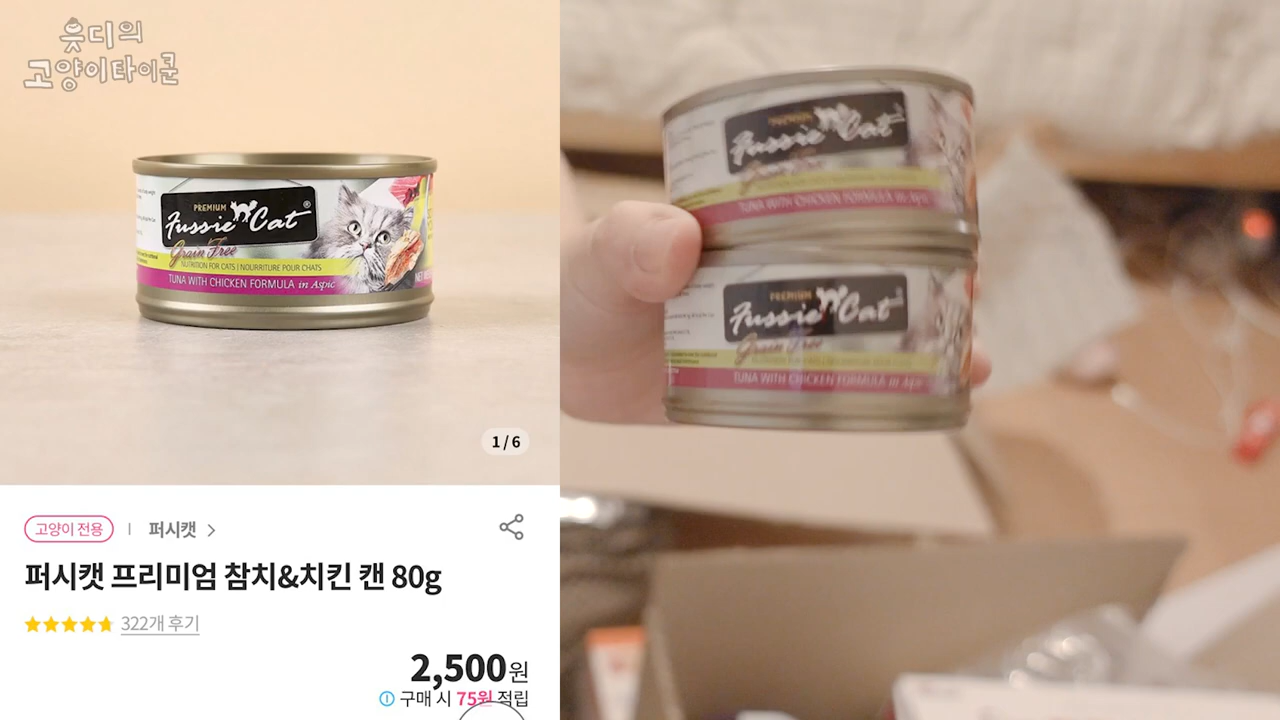 읏디의
고양이타이쿤
PREMIUM
Fussie Cat®
Grain Free
NUTRITION FOR CATS | NOURRITURE POUR CHATS
TUNA WITH CHICKEN FORMULA in Aspic
1 / 6
고양이 전용 | 퍼시캣 >
퍼시캣 프리미엄 참치&치킨 캔 80g
322개 후기
2,500원
구매 시 75원 적립
PREMIUM
Fussie Cat
Grain Free
TUNA WITH CHICKEN FORMULA in Aspic
PREMIUM
Fussie Cat
Grain Free
TUNA WITH CHICKEN FORMULA in Aspic